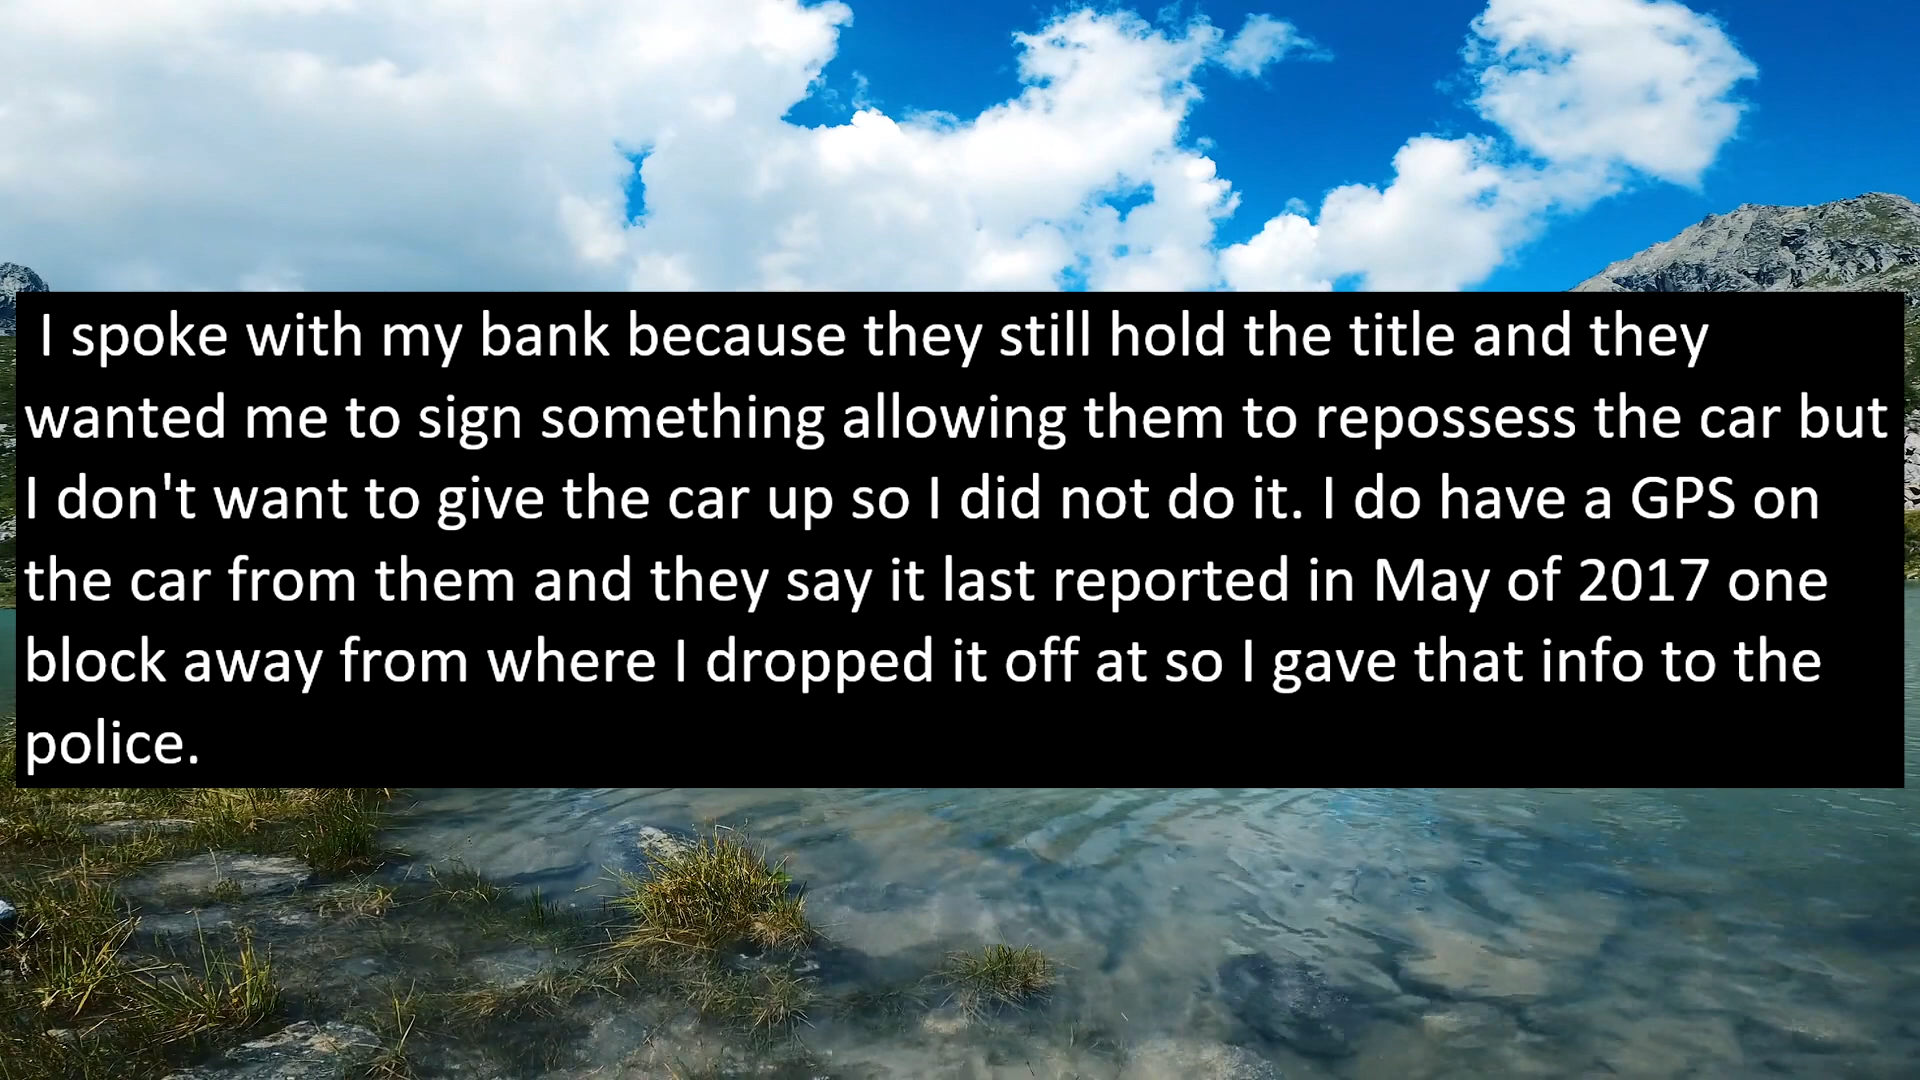 I spoke with my bank because they still hold the title and they
wanted me to sign something allowing them to repossess the car but
I don't want to give the car up so I did not do it. I do have a GPS on
the car from them and they say it last reported in May of 2017 one
block away from where I dropped it off at so I gave that info to the
police.